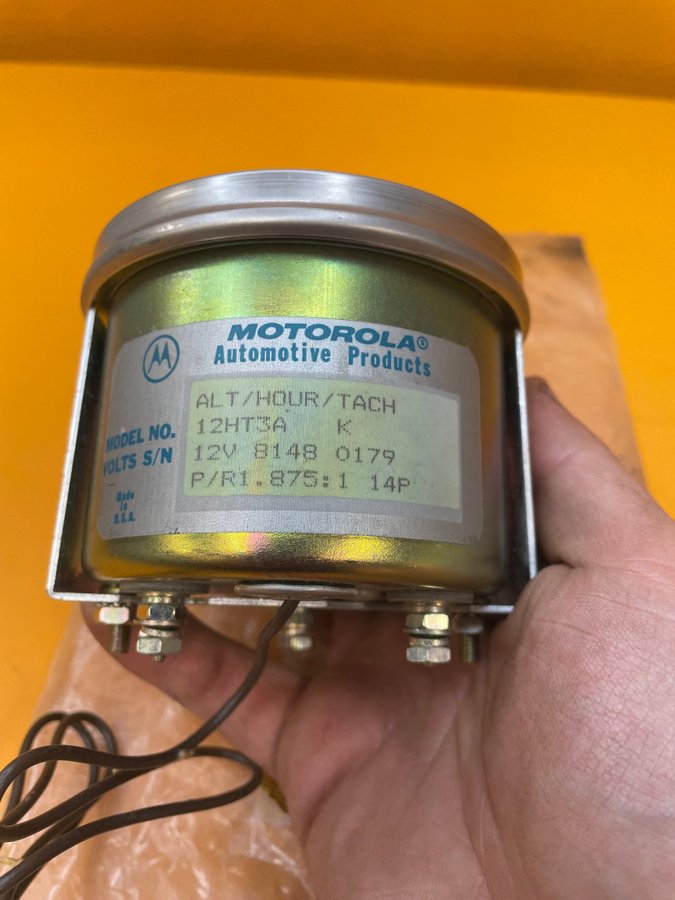 MOTOROLA®
Automotive Products
ALT/HOUR/TACH
MODEL NO. 12HT3A K
VOLTS S/N 12V 8148 0179
P/R1.875:1 14P
Made
in
U.S.A.